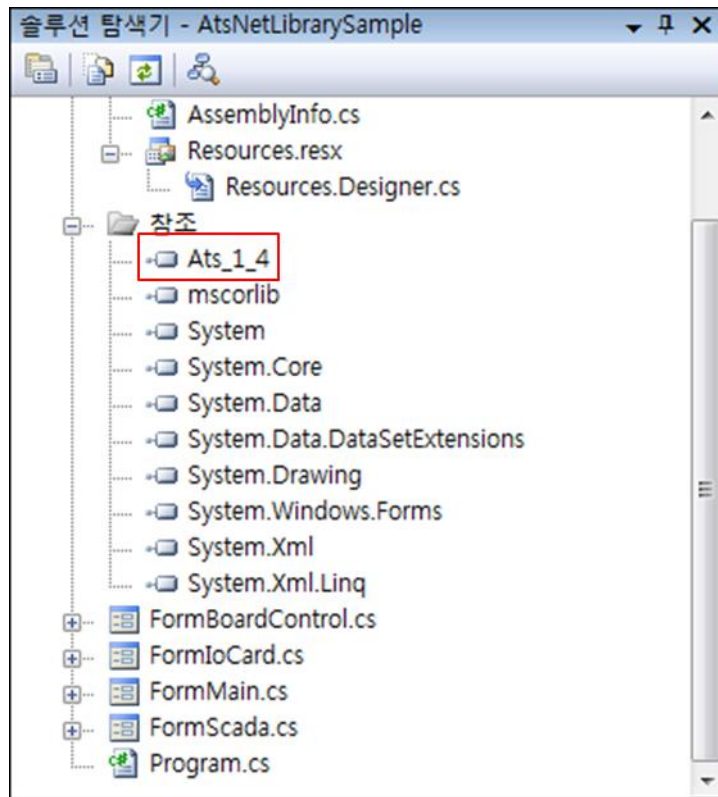 솔루션 탐색기 - AtsNetLibrarySample
AssemblyInfo.cs
Resources.resx
Resources.Designer.cs
참조
Ats_1_4
mscorlib
System
System.Core
System.Data
System.Data.DataSetExtensions
System.Drawing
System.Windows.Forms
System.Xml
System.Xml.Linq
FormBoardControl.cs
FormIoCard.cs
FormMain.cs
FormScada.cs
Program.cs